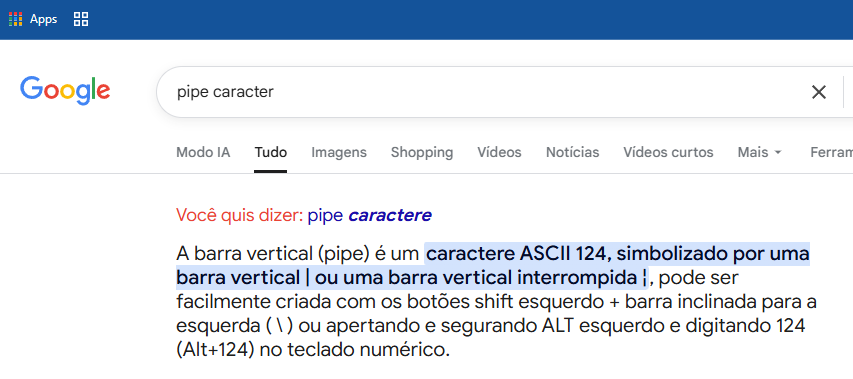 Apps
Google
pipe caracter
Modo IA Tudo Imagens Shopping Vídeos Notícias Vídeos curtos Mais Ferram
Você quis dizer: pipe caractere
A barra vertical (pipe) é um caractere ASCII 124, simbolizado por uma
barra vertical | ou uma barra vertical interrompida ¦, pode ser
facilmente criada com os botões shift esquerdo + barra inclinada para a
esquerda ( \ ) ou apertando e segurando ALT esquerdo e digitando 124
(Alt+124) no teclado numérico.